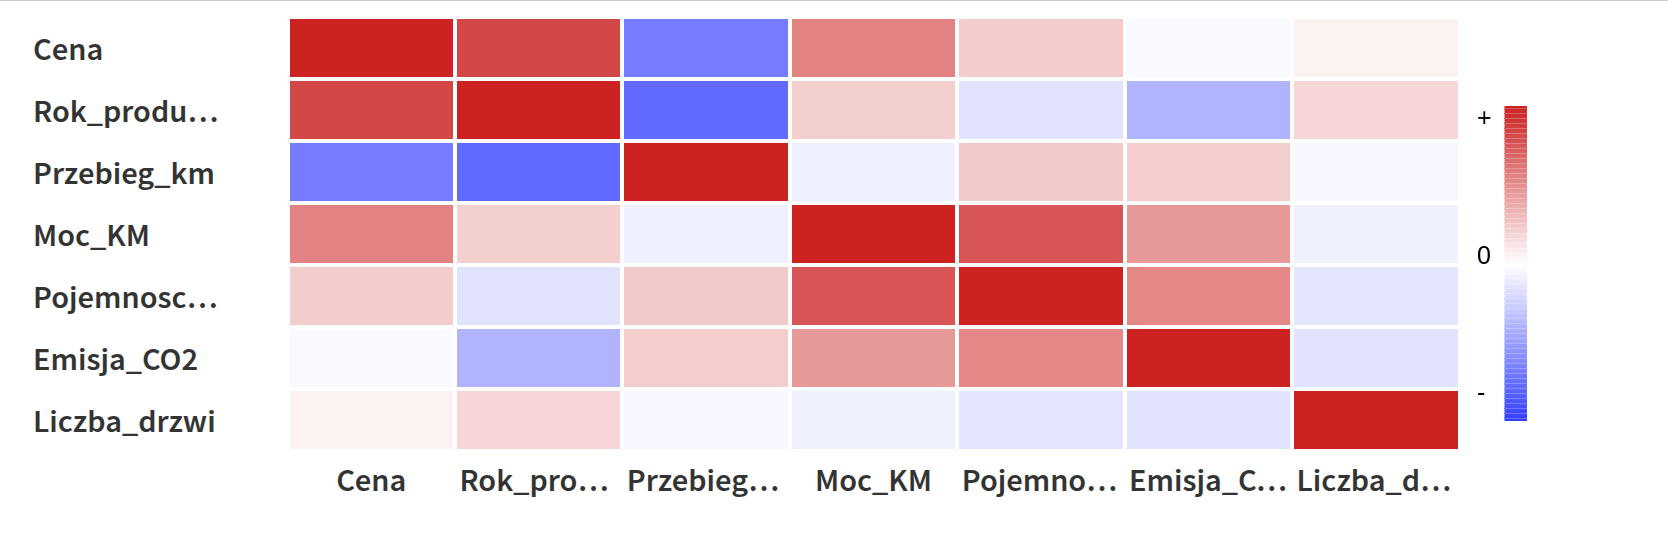 Cena
Rok_produ...
Przebieg_km
Moc_KM
Pojemnosc...
Emisja_CO2
Liczba_drzwi
Cena Rok_pro... Przebieg... Moc_KM Pojemno... Emisja_C... Liczba_d...
+
0
-